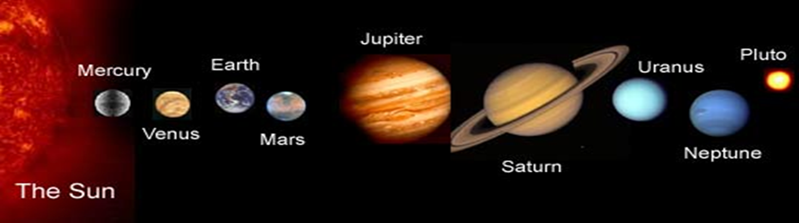 Mercury
Venus
Earth
Mars
Jupiter
Saturn
Uranus
Neptune
Pluto
The Sun